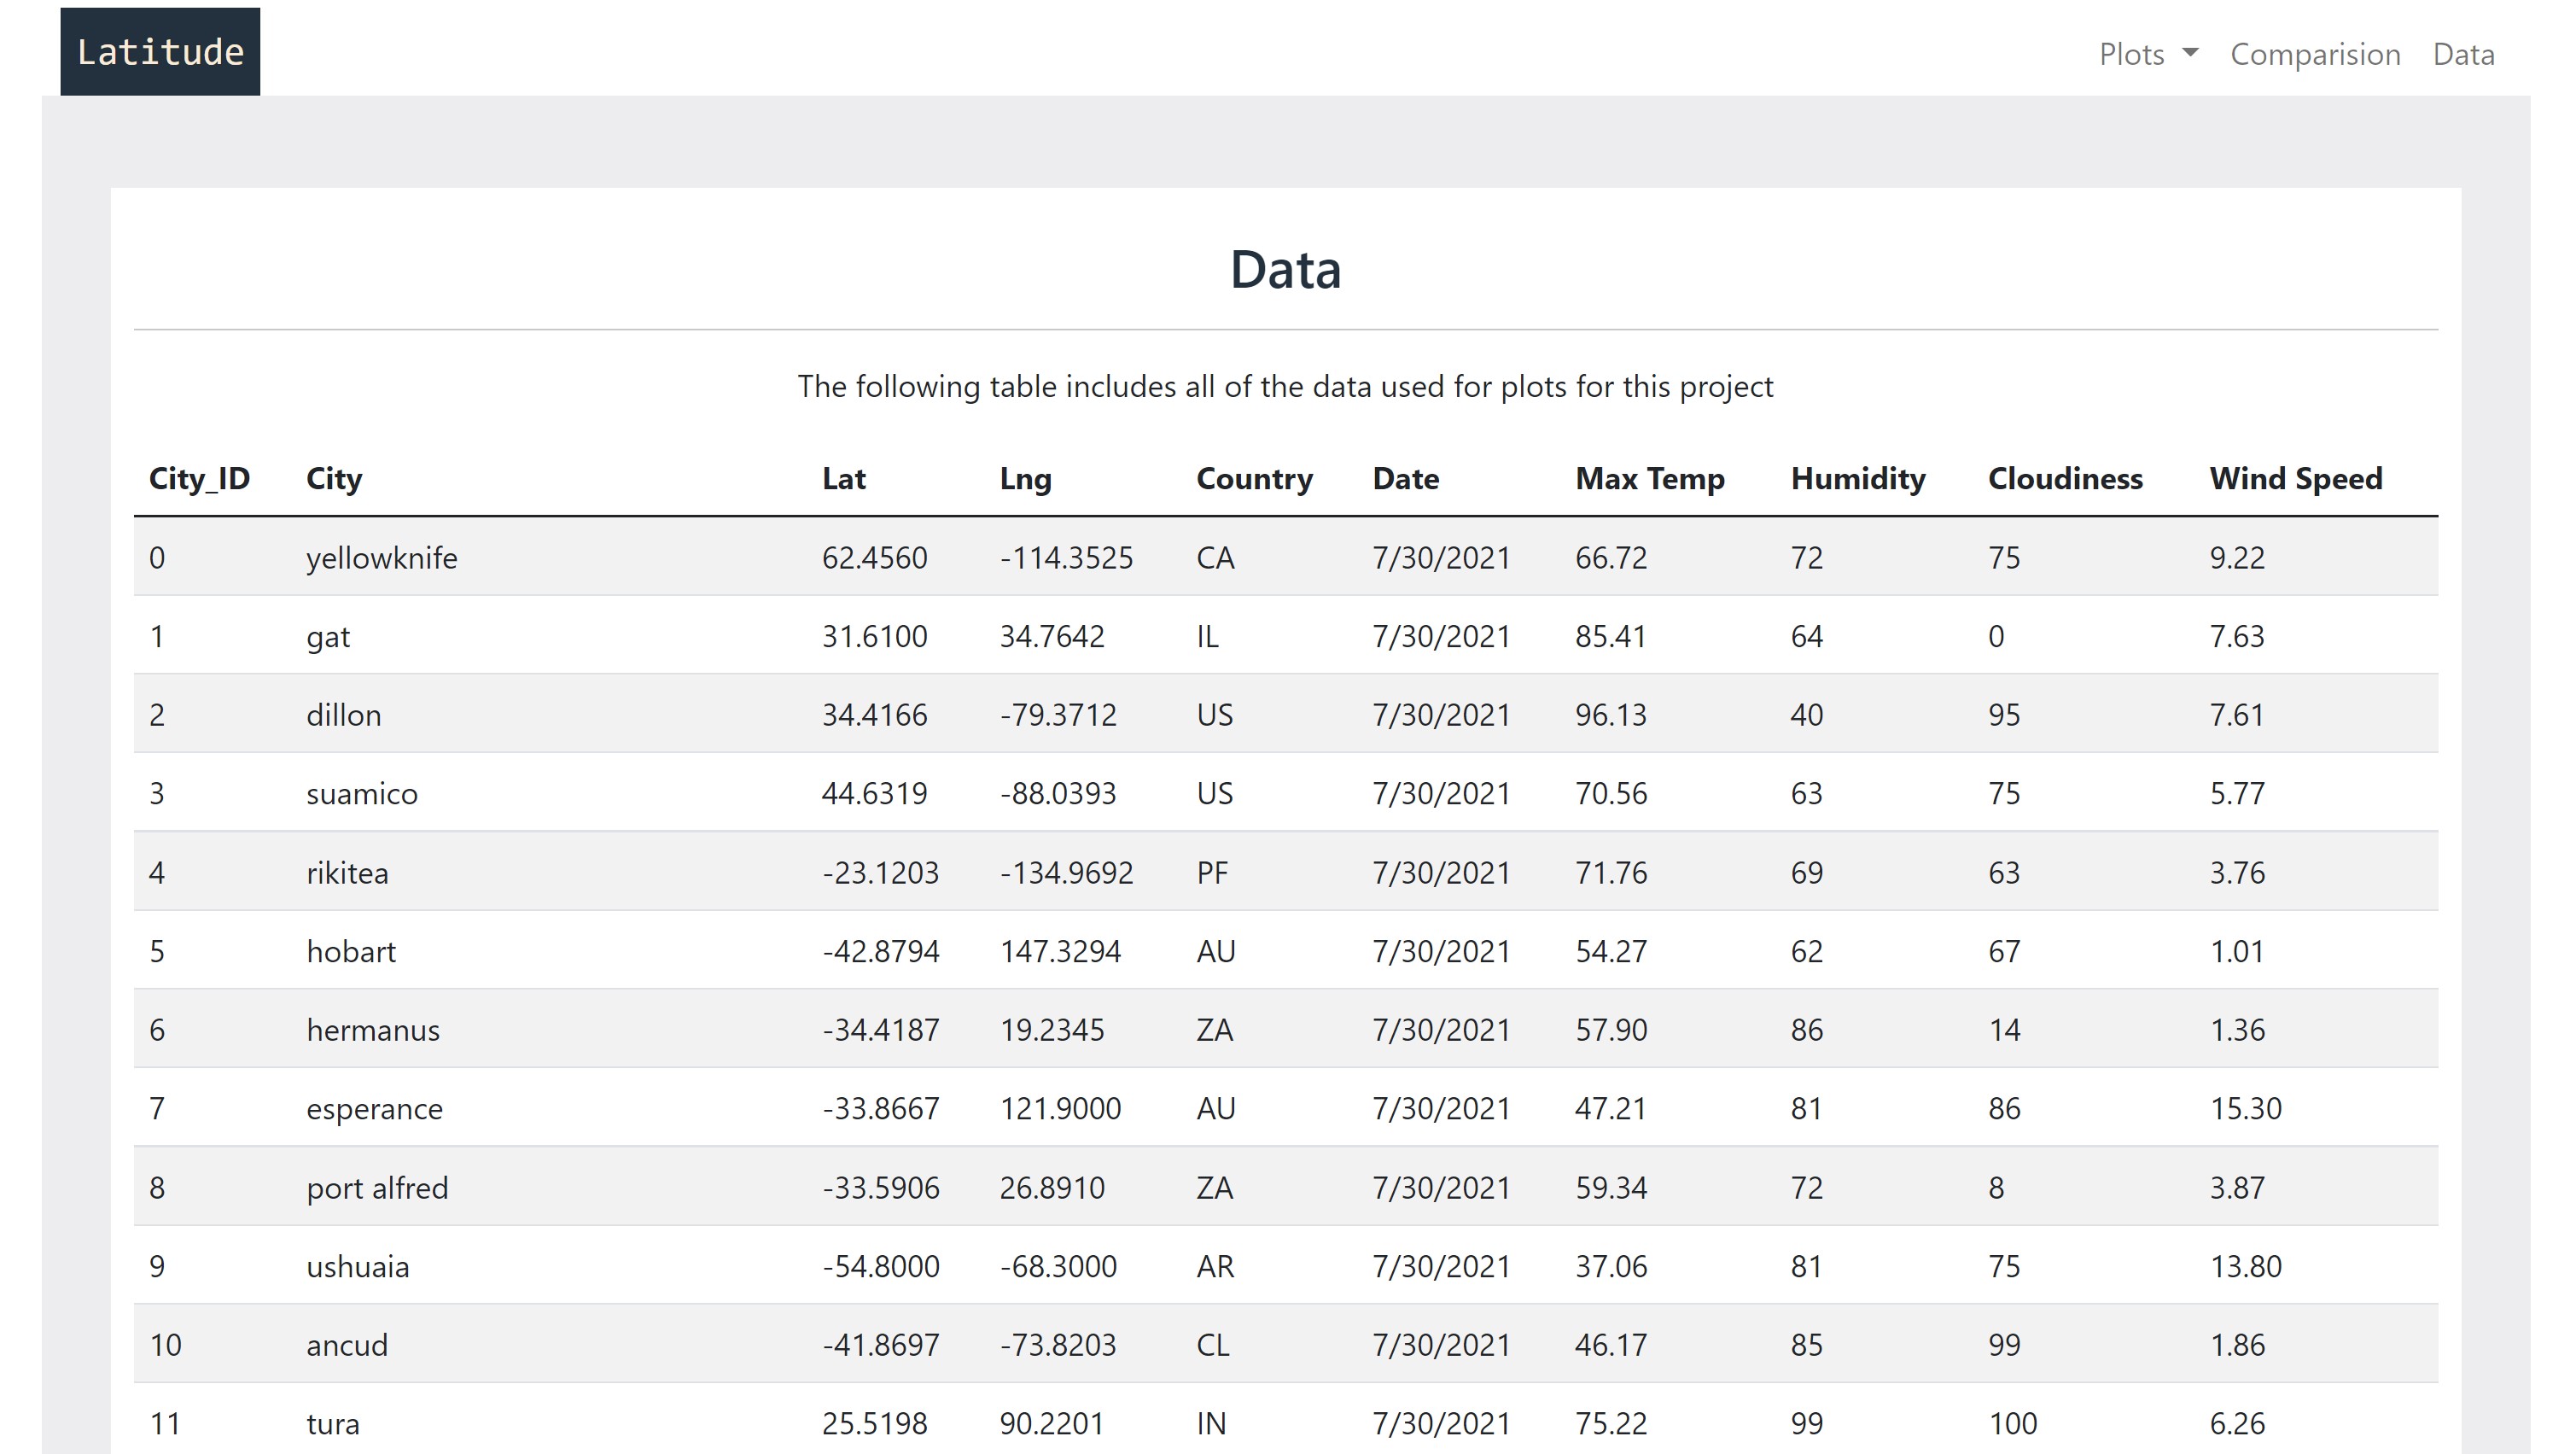 Latitude
Plots Comparision Data
Data
The following table includes all of the data used for plots for this project
City_ID City Lat Lng Country Date Max Temp Humidity Cloudiness Wind Speed
0 yellowknife 62.4560 -114.3525 CA 7/30/2021 66.72 72 75 9.22
1 gat 31.6100 34.7642 IL 7/30/2021 85.41 64 0 7.63
2 dillon 34.4166 -79.3712 US 7/30/2021 96.13 40 95 7.61
3 suamico 44.6319 -88.0393 US 7/30/2021 70.56 63 75 5.77
4 rikitea -23.1203 -134.9692 PF 7/30/2021 71.76 69 63 3.76
5 hobart -42.8794 147.3294 AU 7/30/2021 54.27 62 67 1.01
6 hermanus -34.4187 19.2345 ZA 7/30/2021 57.90 86 14 1.36
7 esperance -33.8667 121.9000 AU 7/30/2021 47.21 81 86 15.30
8 port alfred -33.5906 26.8910 ZA 7/30/2021 59.34 72 8 3.87
9 ushuaia -54.8000 -68.3000 AR 7/30/2021 37.06 81 75 13.80
10 ancud -41.8697 -73.8203 CL 7/30/2021 46.17 85 99 1.86
11 tura 25.5198 90.2201 IN 7/30/2021 75.22 99 100 6.26